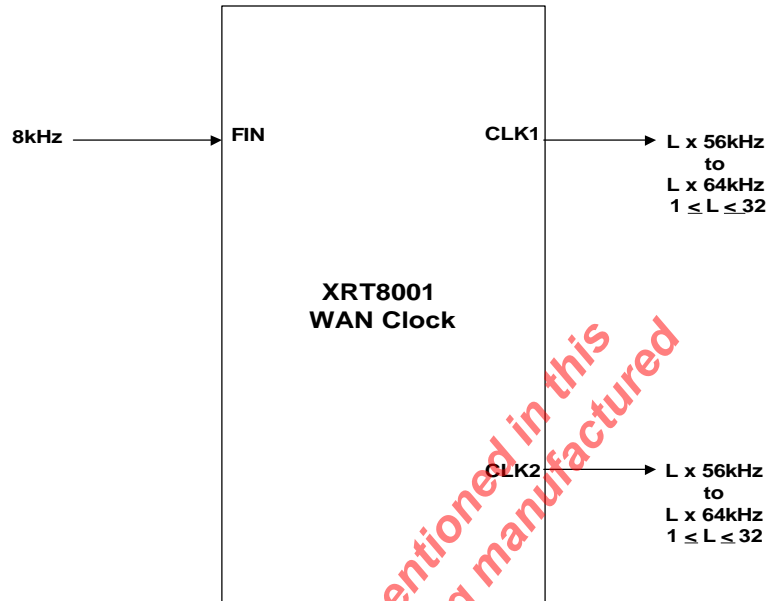 8kHz
FIN
CLK1
L x 56kHz
to
L x 64kHz
1 ≤ L ≤ 32
XRT8001
WAN Clock
CLK2
L x 56kHz
to
L x 64kHz
1 ≤ L ≤ 32
in this
manufactured